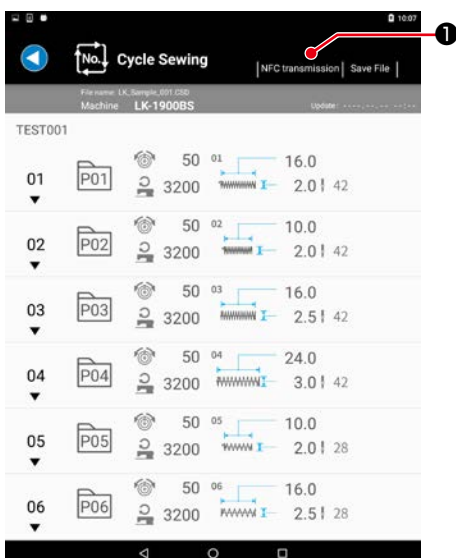 10:07
No. Cycle Sewing
NFC transmission Save File
❶
File name: LK_Sample_001.CSD
Machine LK-1900BS Update: ----,--,-- --:--
TEST001
01 P01 50 01 16.0
3200 2.0 42
02 P02 50 02 10.0
3200 2.0 42
03 P03 50 03 16.0
3200 2.5 42
04 P04 50 04 24.0
3200 3.0 42
05 P05 50 05 10.0
3200 2.0 28
06 P06 50 06 16.0
3200 2.5 28